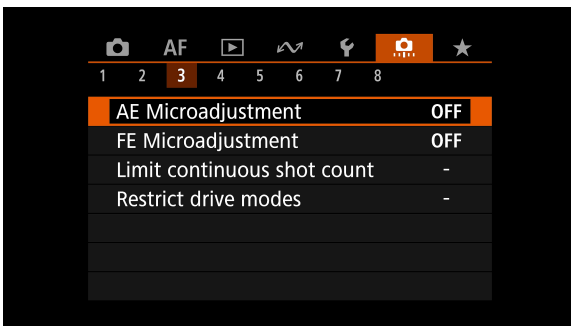 AF
1 2 3 4 5 6 7 8
AE Microadjustment OFF
FE Microadjustment OFF
Limit continuous shot count -
Restrict drive modes -